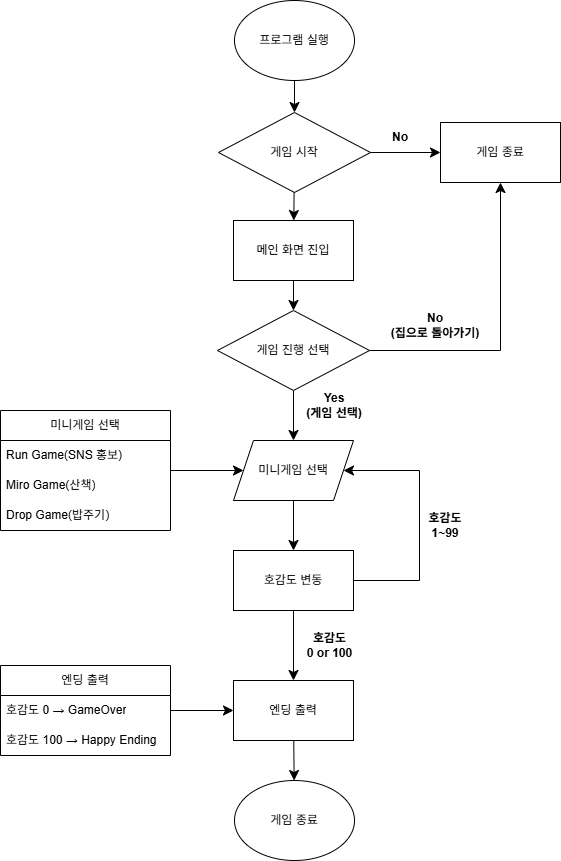 프로그램 실행
게임 시작
No
게임 종료
메인 화면 진입
게임 진행 선택
No
(집으로 돌아가기)
Yes
(게임 선택)
미니게임 선택
Run Game(SNS 홍보)
Miro Game(산책)
Drop Game(밥주기)
미니게임 선택
호감도
1~99
호감도 변동
호감도
0 or 100
엔딩 출력
호감도 0 → GameOver
호감도 100 → Happy Ending
엔딩 출력
게임 종료